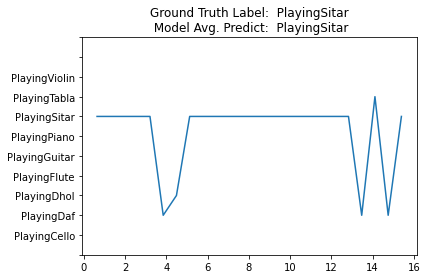 Ground Truth Label:  PlayingSitar
Model Avg. Predict:  PlayingSitar
PlayingViolin
PlayingTabla
PlayingSitar
PlayingPiano
PlayingGuitar
PlayingFlute
PlayingDhol
PlayingDaf
PlayingCello
0 2 4 6 8 10 12 14 16